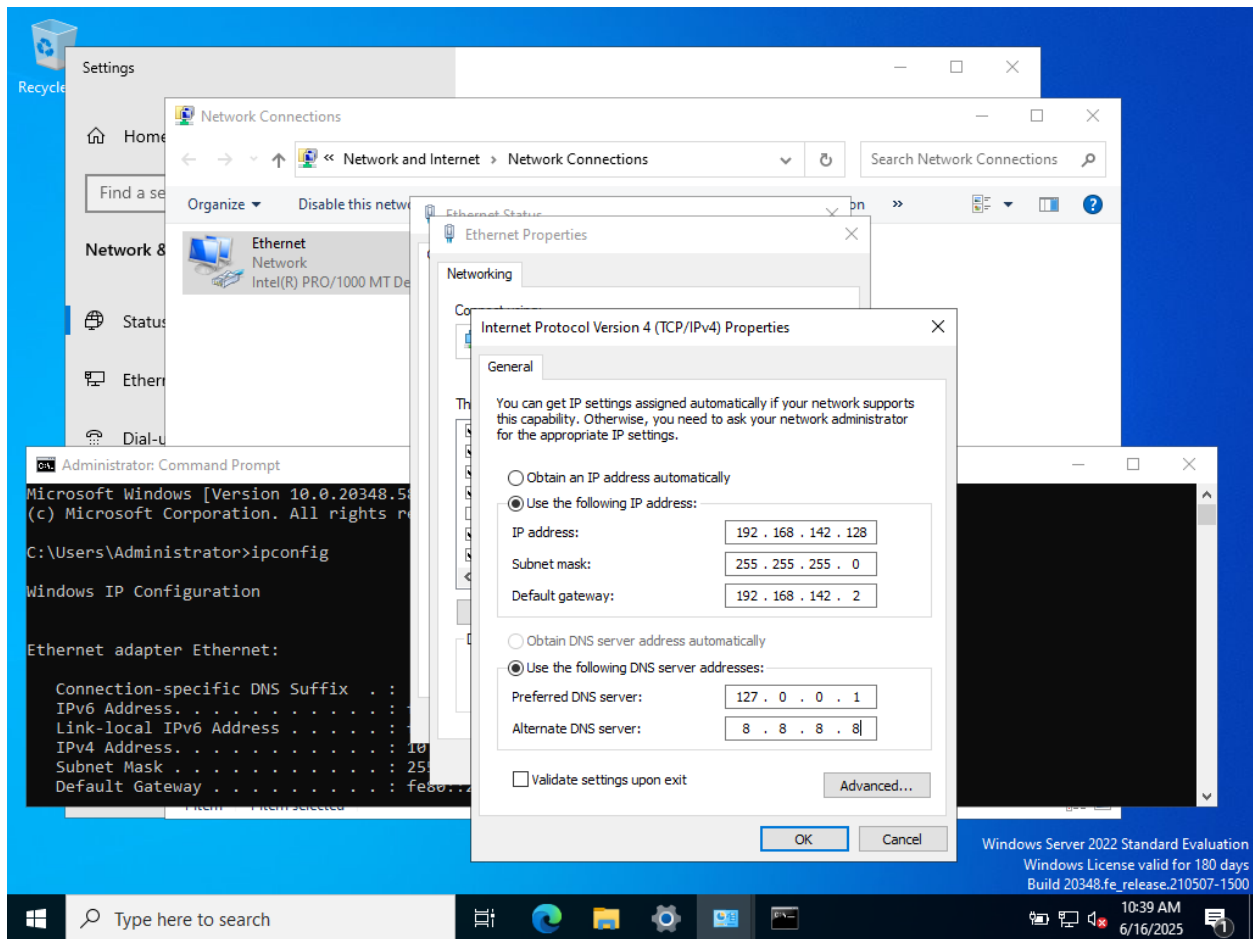 Recycle
Settings
Home
Find a se
Network &
Status
Ethern
Dial-u
Network Connections
« Network and Internet › Network Connections
Search Network Connections
Organize
Disable this netwo
on
»
Ethernet
Network
Intel(R) PRO/1000 MT De
Ethernet Status
Ethernet Properties
Networking
Th
Internet Protocol Version 4 (TCP/IPv4) Properties
General
You can get IP settings assigned automatically if your network supports
this capability. Otherwise, you need to ask your network administrator
for the appropriate IP settings.
Obtain an IP address automatically
Use the following IP address:
IP address: 192 . 168 . 142 . 128
Subnet mask: 255 . 255 . 255 . 0
Default gateway: 192 . 168 . 142 . 2
Obtain DNS server address automatically
Use the following DNS server addresses:
Preferred DNS server: 127 . 0 . 0 . 1
Alternate DNS server: 8 . 8 . 8 . 8
Validate settings upon exit
Advanced...
OK
Cancel
Administrator: Command Prompt
Microsoft Windows [Version 10.0.20348.58
(c) Microsoft Corporation. All rights re
C:\Users\Administrator>ipconfig
Windows IP Configuration
Ethernet adapter Ethernet:
Connection-specific DNS Suffix . :
IPv6 Address. . . . . . . . . . . :
Link-local IPv6 Address . . . . . :
IPv4 Address. . . . . . . . . . . : 10
Subnet Mask . . . . . . . . . . . : 255
Default Gateway . . . . . . . . . : fe80::2
Windows Server 2022 Standard Evaluation
Windows License valid for 180 days
Build 20348.fe_release.210507-1500
Type here to search
10:39 AM
6/16/2025
1